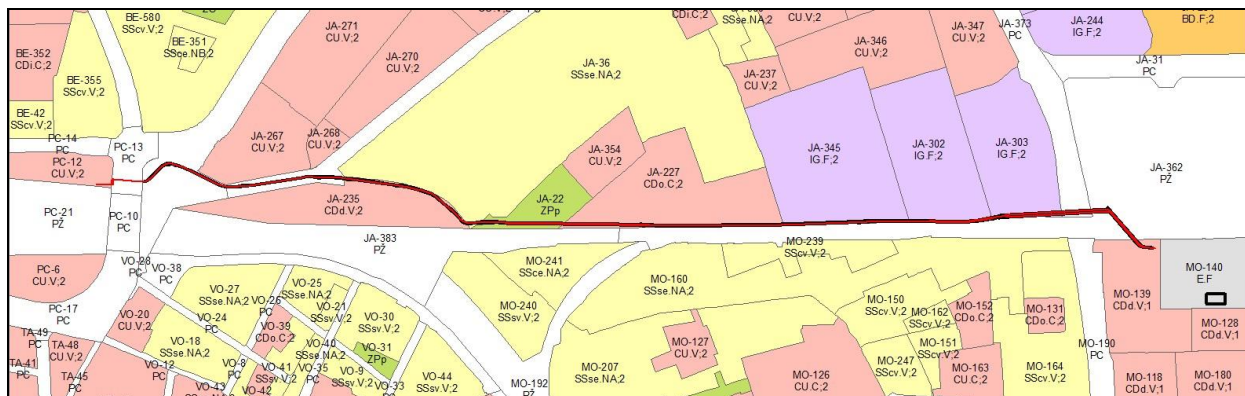 BE-580
SScv.V;2
BE-351
SSce.NB;2
BE-352
CDi.C;2
BE-355
SScv.V;2
BE-42
SScv.V;2
PC-14
PC
PC-13
PC
PC-12
CU.V;2
PC-21
PŽ
PC-10
PC
PC-6
CU.V;2
PC-17
PC
JA-271
CU.V;2
JA-270
CU.V;2
JA-267
CU.V;2
JA-268
CU.V;2
JA-235
CDd.V;2
JA-383
PŽ
JA-36
SSse.NA;2
JA-354
CU.V;2
JA-22
ZPp
JA-227
CDo.C;2
CDi.C;2
SSse.NA;2
JA-237
CU.V;2
CU.V;2
JA-346
CU.V;2
JA-347
CU.V;2
JA-373
PC
JA-244
IG.F;2
BD.F;2
JA-31
PC
JA-345
IG.F;2
JA-302
IG.F;2
JA-303
IG.F;2
JA-362
PŽ
VO-28
PC
VO-38
PC
VO-27
SSse.NA;2
VO-25
SSse.NA;2
VO-26
PC
VO-21
SSsv.V;2
VO-24
PC
VO-20
CU.V;2
VO-18
SSse.NA;2
VO-39
CDo.C;2
VO-30
SSsv.V;2
VO-40
SSse.NA;2
VO-31
ZPp
VO-12
PC
VO-8
PC
VO-41
SSsv.V;2
VO-35
PC
VO-9
SSsv.V;2
VO-33
PC
VO-44
SSsv.V;2
VO-43
SSsv.V;2
VO-42
CU.V;2
TA-49
PC
TA-48
CU.V;2
TA-41
PC
TA-45
PC
MO-241
SSce.NA;2
MO-240
SSsv.V;2
MO-192
PŽ
MO-239
SScv.V;2
MO-160
SSse.NA;2
MO-207
SSse.NA;2
MO-127
CU.V;2
MO-126
CU.C;2
MO-150
SScv.V;2
MO-162
SScv.V;2
MO-151
SScv.V;2
MO-247
SScv.V;2
MO-152
CDo.C;2
MO-163
CU.C;2
MO-131
CDo.C;2
MO-164
SScv.V;2
MO-190
PC
MO-139
CDd.V;1
MO-140
E.F
MO-128
CDd.V;1
MO-118
CDd.V;1
MO-180
CDd.V;1